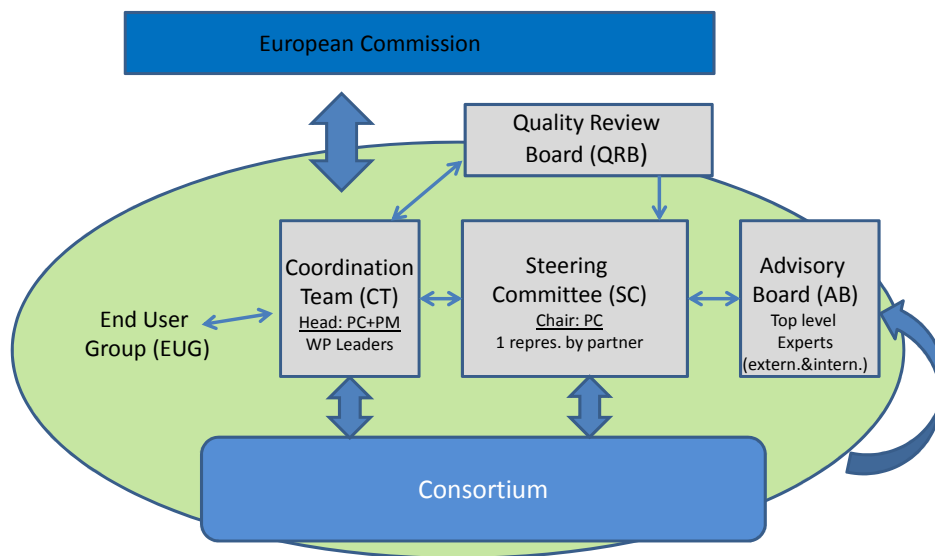 European Commission
Quality Review
Board (QRB)
Coordination
Team (CT)
Head: PC+PM
WP Leaders
Steering
Committee (SC)
Chair: PC
1 repres. by partner
Advisory
Board (AB)
Top level
Experts
(extern.&intern.)
End User
Group (EUG)
Consortium